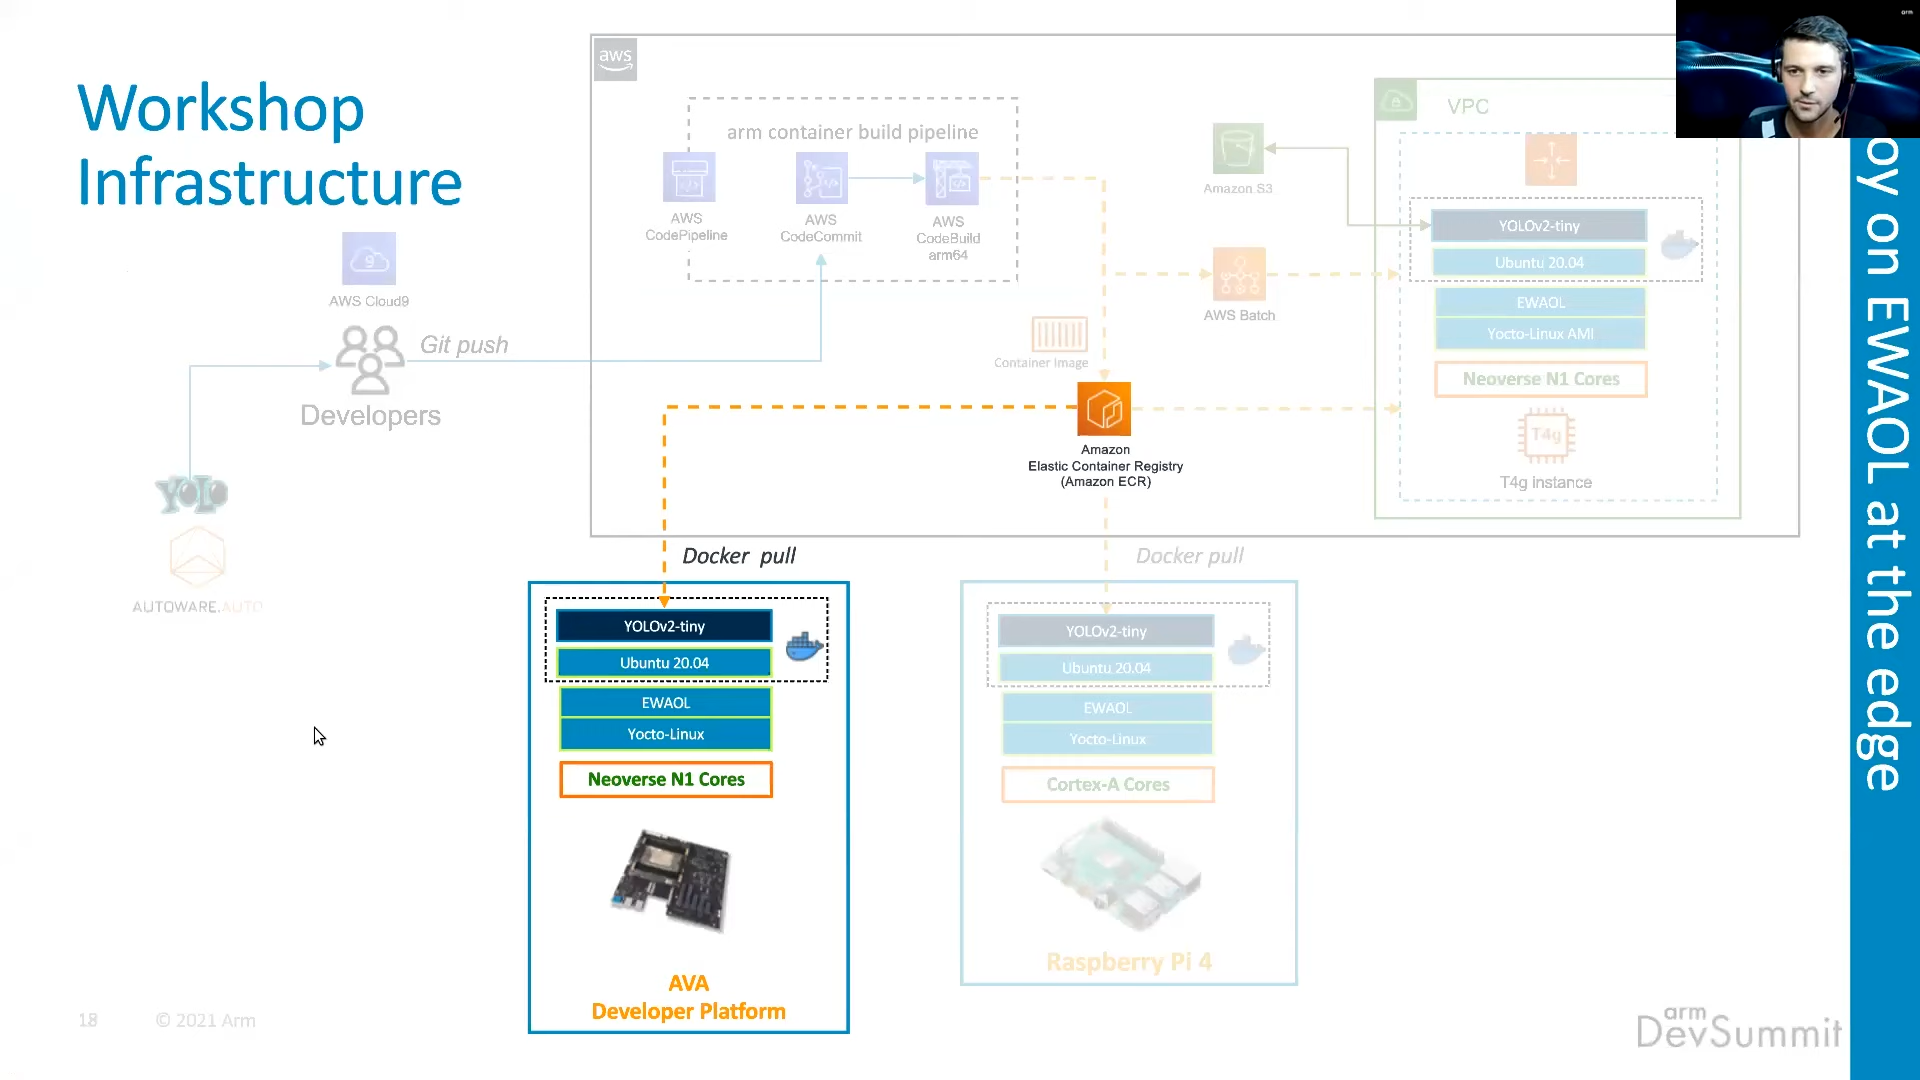 Workshop
Infrastructure
aws
arm container build pipeline
AWS
CodePipeline
AWS
CodeCommit
AWS
CodeBuild
arm64
Amazon S3
VPC
YOLOv2-tiny
Ubuntu 20.04
EWAOL
Yocto-Linux AMI
Neoverse N1 Cores
T4g
T4g instance
AWS Batch
Container Image
Amazon
Elastic Container Registry
(Amazon ECR)
9
AWS Cloud9
Git push
Developers
YOLO
AUTOWARE.AUTO
Docker pull
YOLOv2-tiny
Ubuntu 20.04
EWAOL
Yocto-Linux
Neoverse N1 Cores
AVA
Developer Platform
Docker pull
YOLOv2-tiny
Ubuntu 20.04
EWAOL
Yocto-Linux
Cortex-A Cores
Raspberry Pi 4
oy on EWAOL at the edge
arm
18
© 2021 Arm
arm
DevSummit